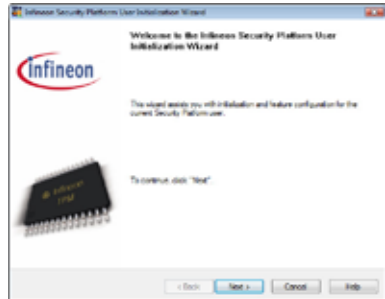 Infineon Security Platform User Initialization Wizard
Welcome to the Infineon Security Platform User
Initialization Wizard
infineon
This wizard assists you with initialization and feature configuration for the
current Security Platform user.
To continue, click "Next".
Infineon
TPM
< Back
Next >
Cancel
Help